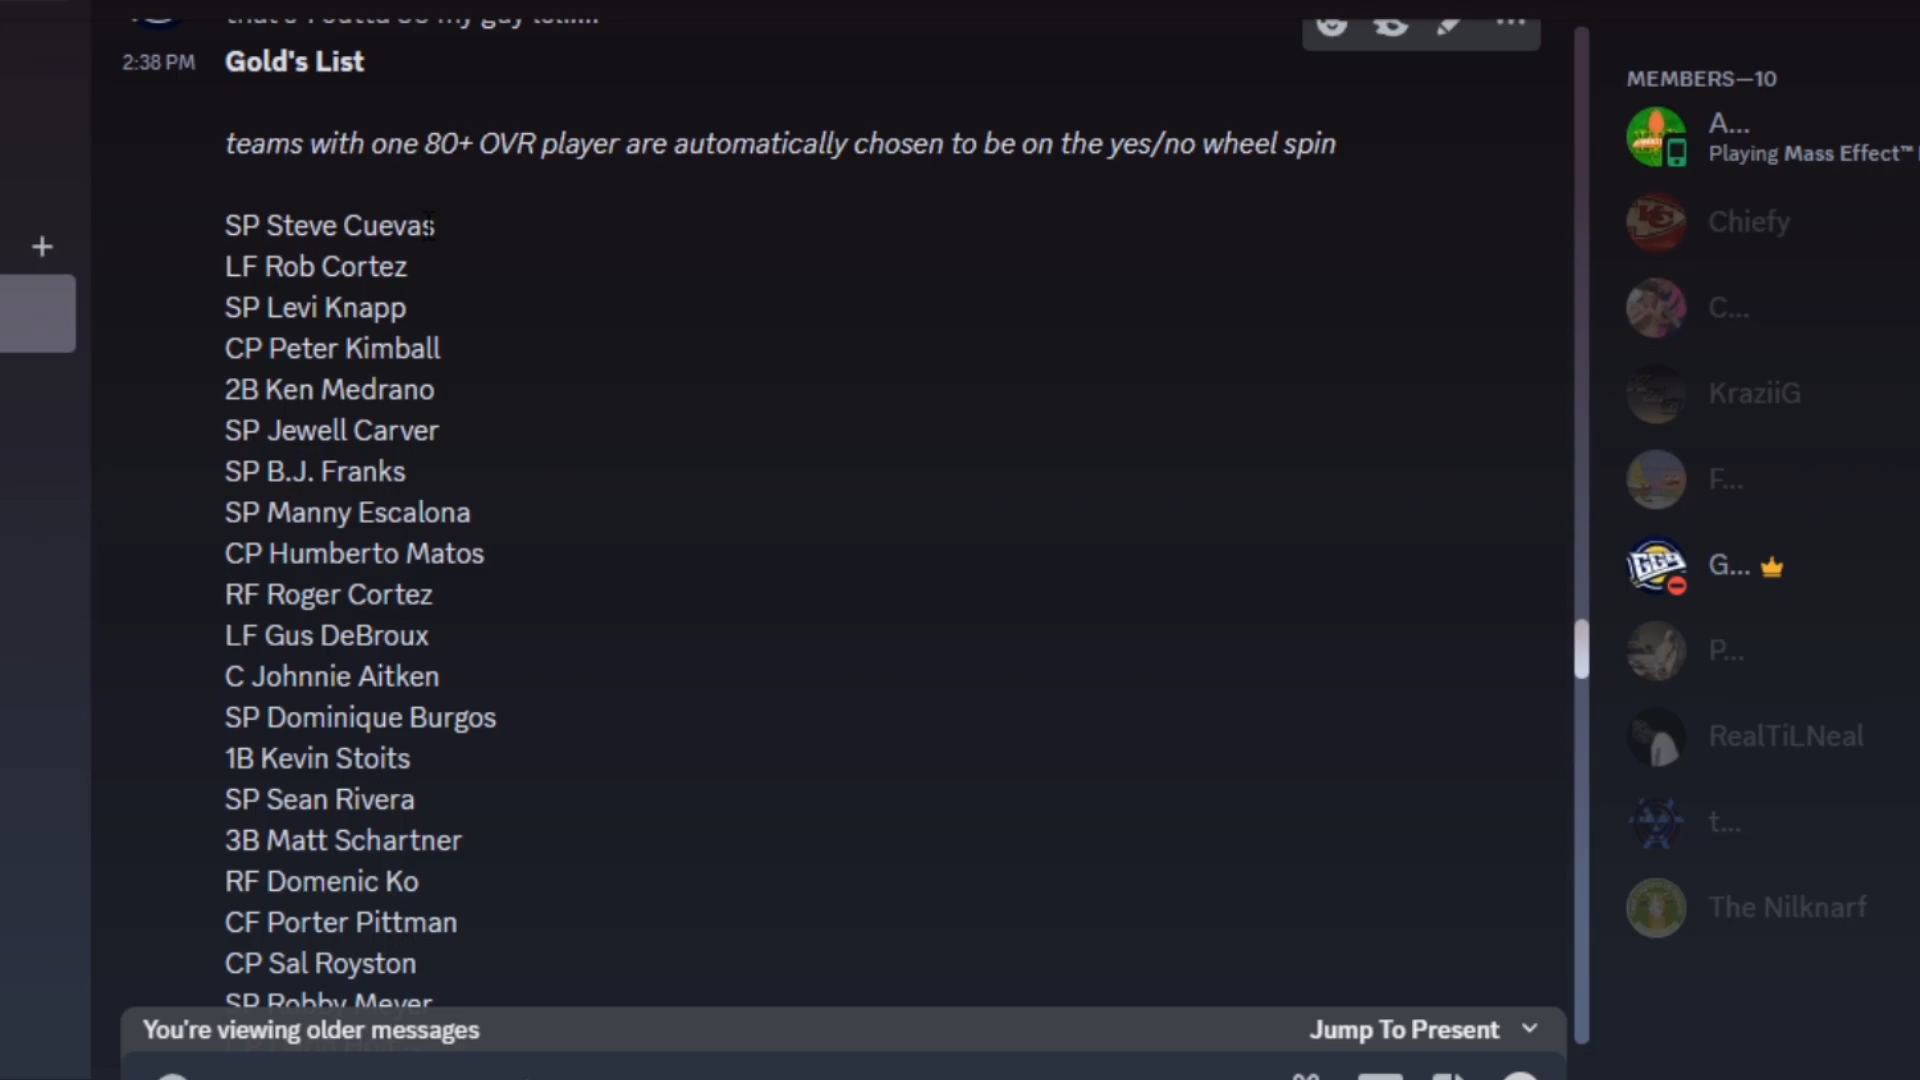 2:38 PM Gold's List
teams with one 80+ OVR player are automatically chosen to be on the yes/no wheel spin
SP Steve Cuevas
LF Rob Cortez
SP Levi Knapp
CP Peter Kimball
2B Ken Medrano
SP Jewell Carver
SP B.J. Franks
SP Manny Escalona
CP Humberto Matos
RF Roger Cortez
LF Gus DeBroux
C Johnnie Aitken
SP Dominique Burgos
1B Kevin Stoits
SP Sean Rivera
3B Matt Schartner
RF Domenic Ko
CF Porter Pittman
CP Sal Royston
SP Robby Meyer
You're viewing older messages
Jump To Present
MEMBERS—10
A...
Playing Mass Effect™
Chiefy
C...
KraziiG
F...
G...
P...
RealTiLNeal
t...
The Nilknarf